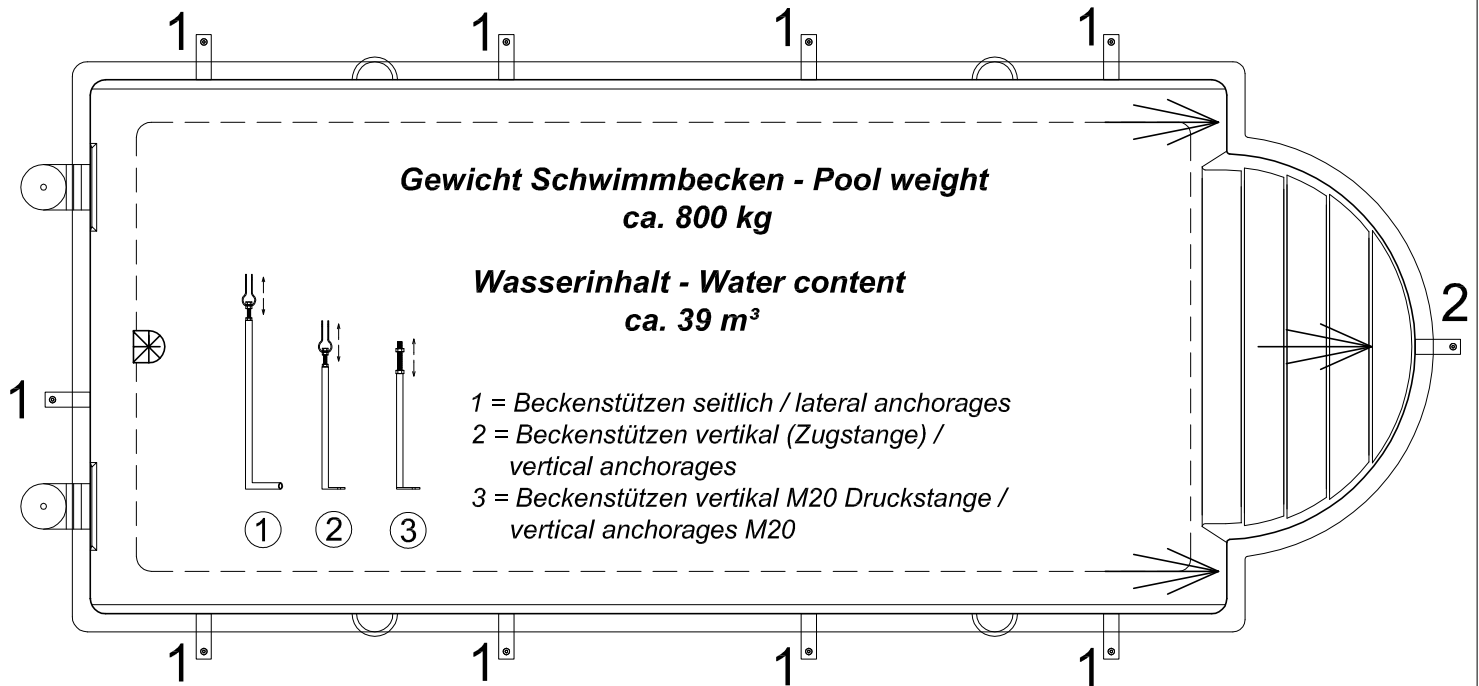 1 1 1 1
Gewicht Schwimmbecken - Pool weight
ca. 800 kg
Wasserinhalt - Water content
ca. 39 m³
2
1
1 = Beckenstützen seitlich / lateral anchorages
2 = Beckenstützen vertikal (Zugstange) /
vertical anchorages
3 = Beckenstützen vertikal M20 Druckstange /
vertical anchorages M20
1 2 3
1 1 1 1